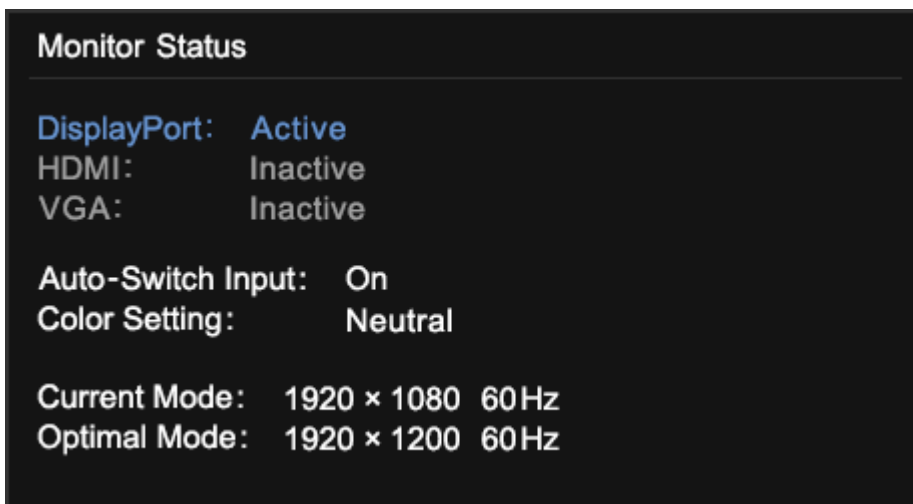 Monitor Status
DisplayPort: Active
HDMI: Inactive
VGA: Inactive
Auto-Switch Input: On
Color Setting: Neutral
Current Mode: 1920 × 1080 60Hz
Optimal Mode: 1920 × 1200 60Hz